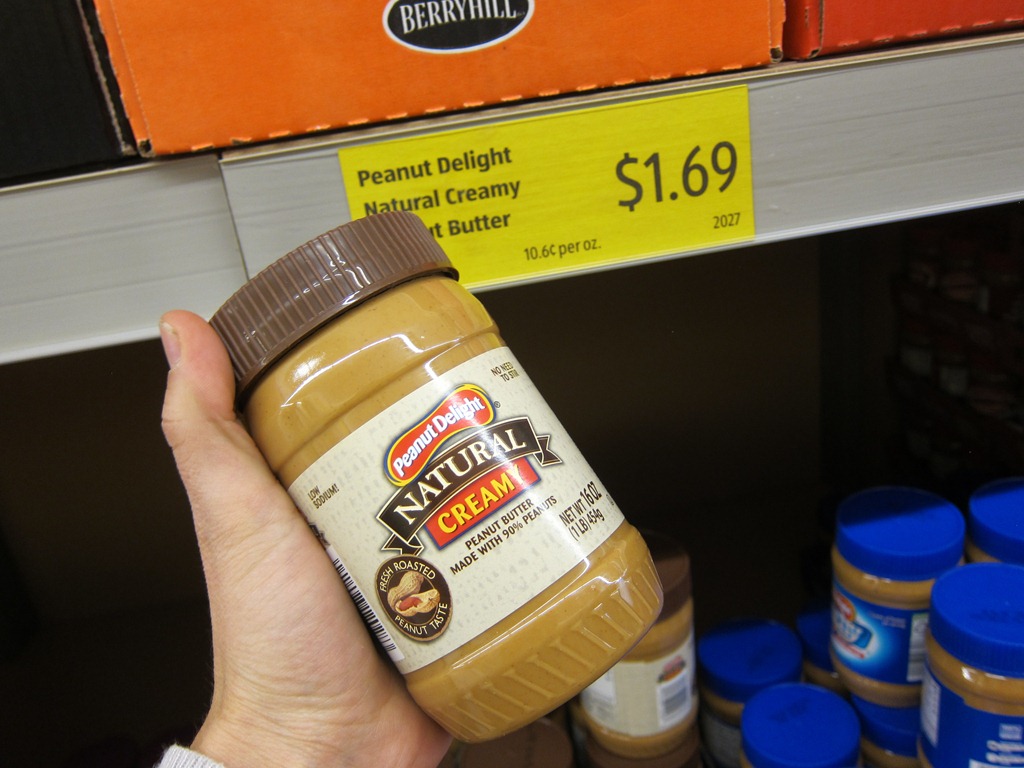 BERRYHILL
Peanut Delight
Natural Creamy
ut Butter
$1.69
10.6¢ per oz.
2027
NO NEED
TO STIR
Peanut Delight®
NATURAL
CREAMY
PEANUT BUTTER
MADE WITH 90% PEANUTS
LOW
SODIUM!
NET WT 16 OZ
(1 LB) 454g
FRESH ROASTED
PEANUT TASTE